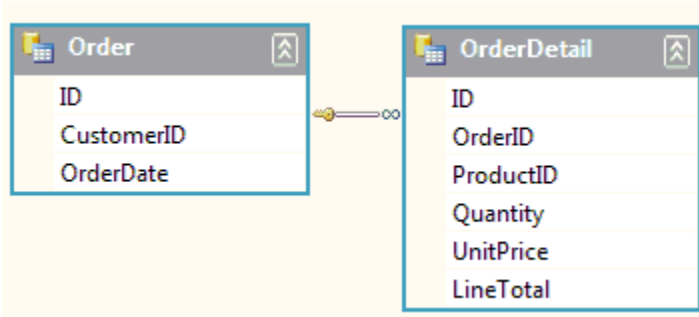 Order
ID
CustomerID
OrderDate
OrderDetail
ID
OrderID
ProductID
Quantity
UnitPrice
LineTotal